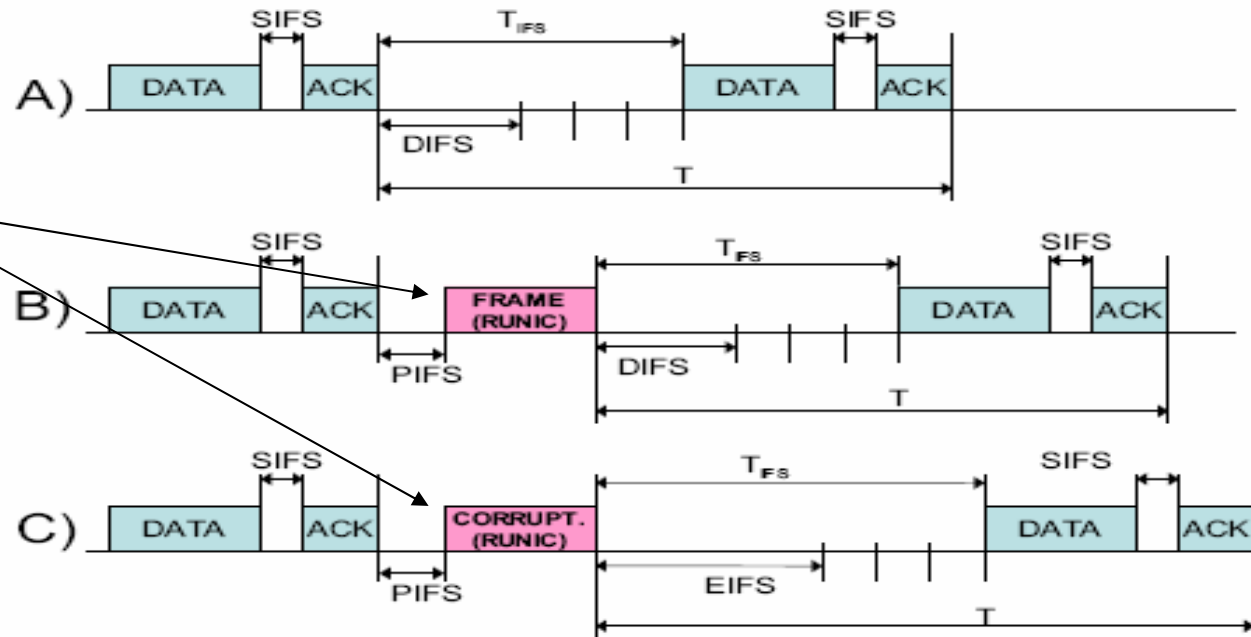 SIFS
T_IFS
SIFS
A)
DATA
ACK
DATA
ACK
DIFS
T
SIFS
T_IFS
SIFS
B)
DATA
ACK
FRAME
(RUNIC)
DATA
ACK
PIFS
DIFS
T
SIFS
T_IFS
SIFS
C)
DATA
ACK
CORRUPT.
(RUNIC)
DATA
ACK
PIFS
EIFS
T